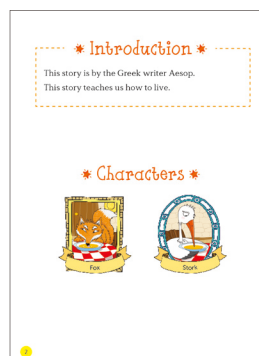 Introduction
This story is by the Greek writer Aesop.
This story teaches us how to live.
Characters
Fox
Stork
2